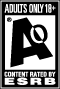 ADULTS ONLY 18+
AO
®
CONTENT RATED BY
ESRB